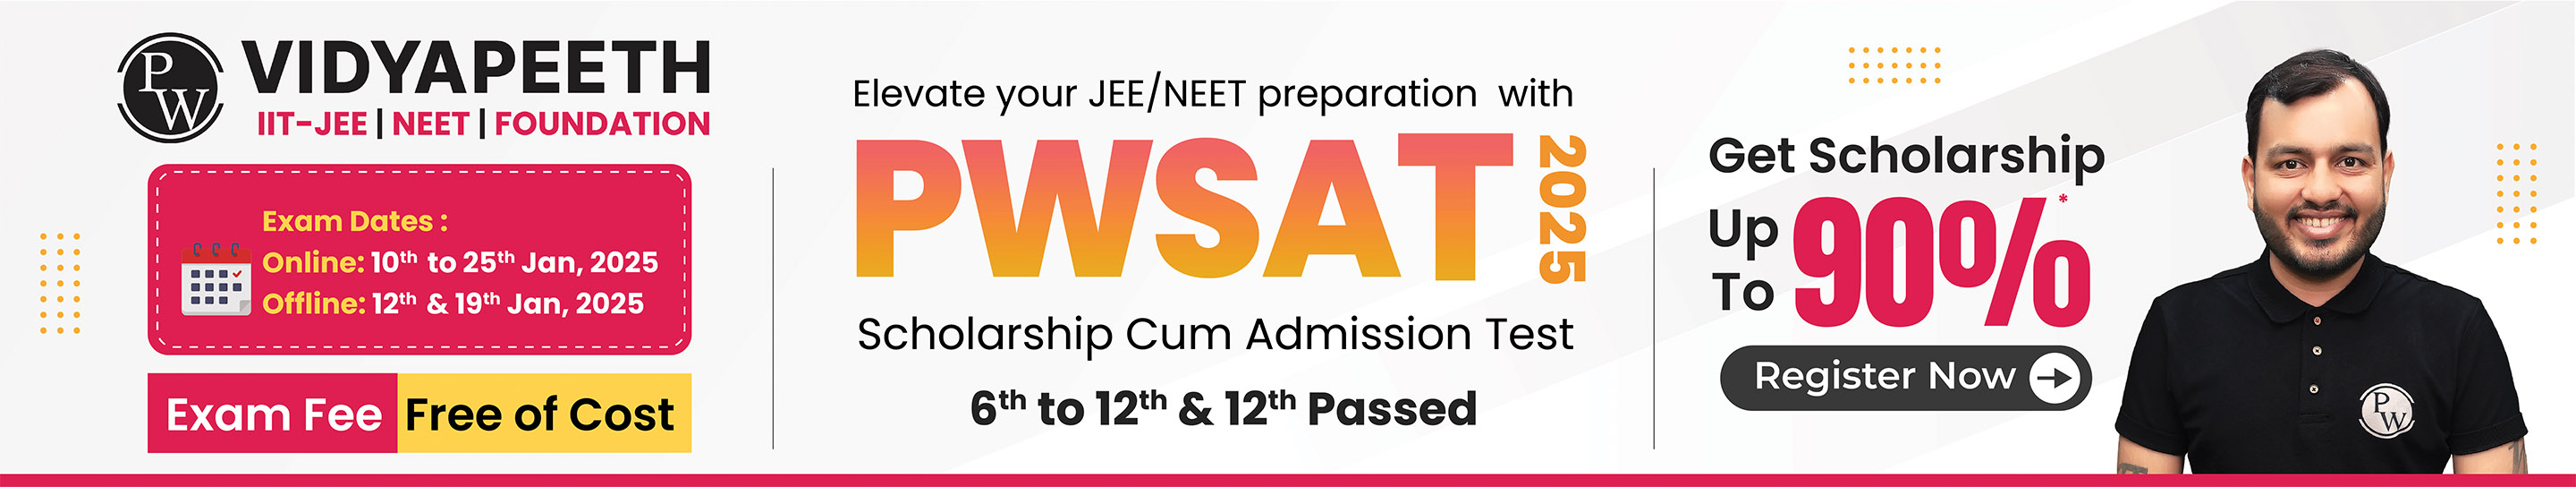 PW
VIDYAPEETH
IIT-JEE | NEET | FOUNDATION
Exam Dates :
Online: 10th to 25th Jan, 2025
Offline: 12th & 19th Jan, 2025
Exam Fee Free of Cost
Elevate your JEE/NEET preparation with
PWSAT 2025
Scholarship Cum Admission Test
6th to 12th & 12th Passed
Get Scholarship
Up To 90%*
Register Now
PW